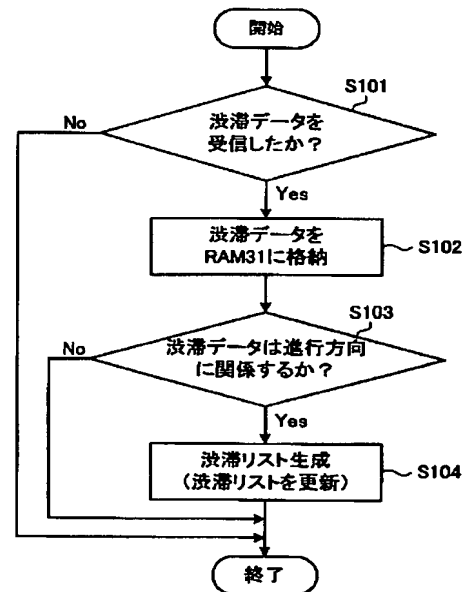 開始
S101
渋滞データを
受信したか？
No
Yes
渋滞データを
RAM31に格納
S102
S103
渋滞データは進行方向
に関係するか？
No
Yes
渋滞リスト生成
(渋滞リストを更新)
S104
終了